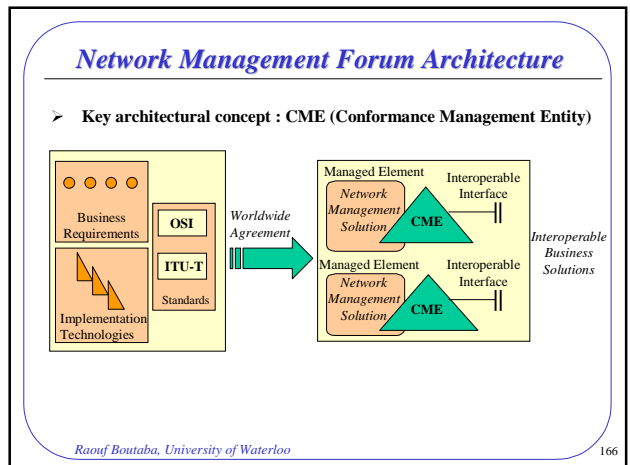 Network Management Forum Architecture
➢ Key architectural concept : CME (Conformance Management Entity)
Business
Requirements
Implementation
Technologies
OSI
ITU-T
Standards
Worldwide
Agreement
Managed Element
Network
Management
Solution
CME
Interoperable
Interface
Managed Element
Network
Management
Solution
CME
Interoperable
Interface
Interoperable
Business
Solutions
Raouf Boutaba, University of Waterloo
166